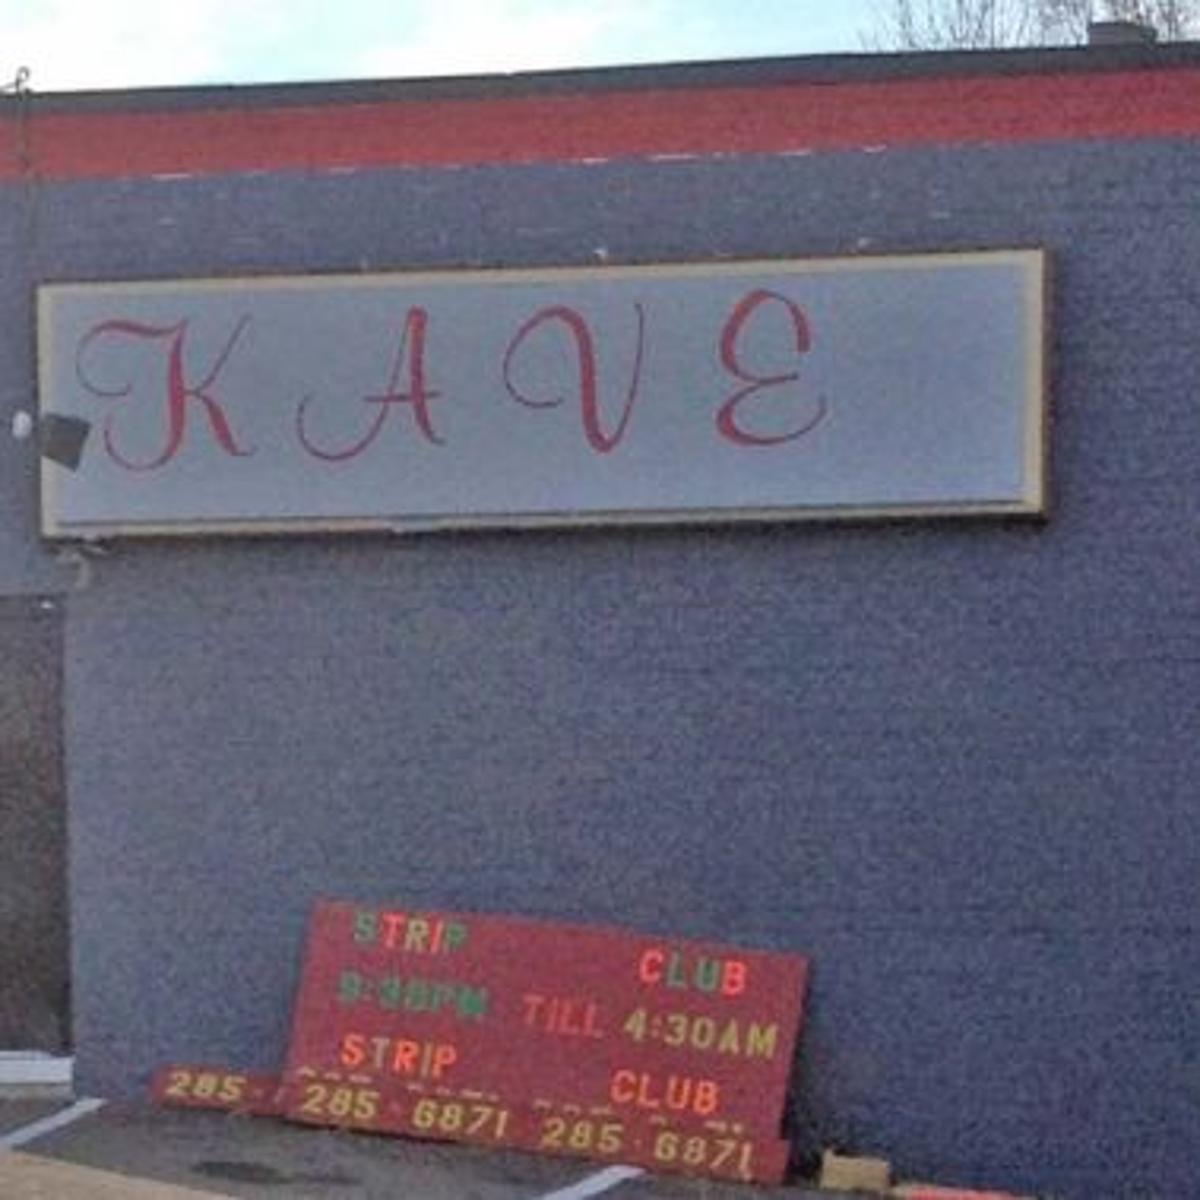 KAVE
STRIP CLUB
TILL 4:30AM
STRIP CLUB
285 · 285 · 6871 285 · 6871